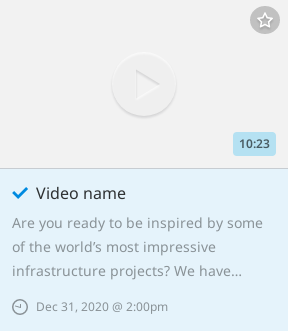 10:23
Video name
Are you ready to be inspired by some
of the world’s most impressive
infrastructure projects? We have...
Dec 31, 2020 @ 2:00pm